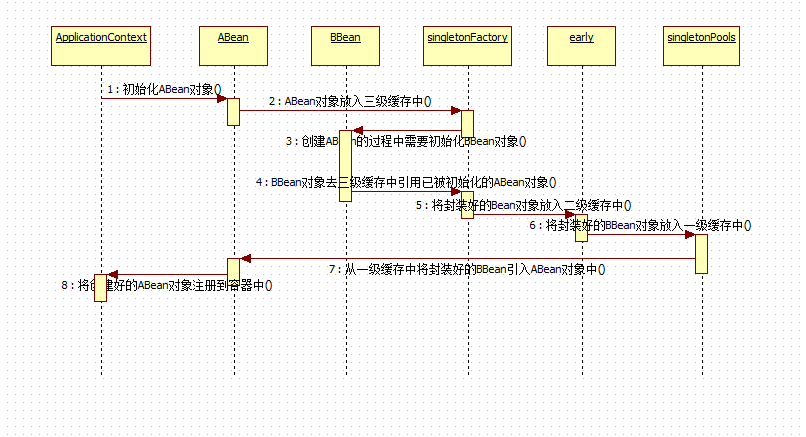 ApplicationContext
ABean
BBean
singletonFactory
early
singletonPools
1 : 初始化ABean对象()
2 : ABean对象放入三级缓存中()
3 : 创建ABean的过程中需要初始化BBean对象()
4 : BBean对象去三级缓存中引用已被初始化的ABean对象()
5 : 将封装好的Bean对象放入二级缓存中()
6 : 将封装好的BBean对象放入一级缓存中()
7 : 从一级缓存中将封装好的BBean引入ABean对象中()
8 : 将创建好的ABean对象注册到容器中()